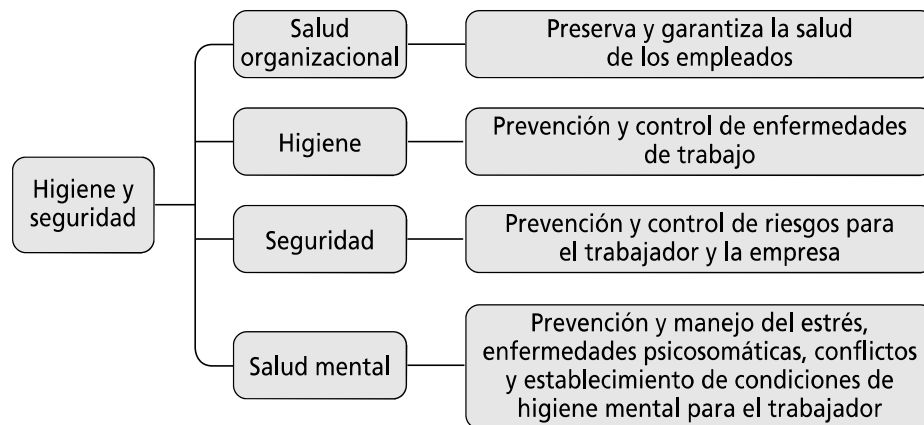 Salud
organizacional
Preserva y garantiza la salud
de los empleados
Higiene
Prevención y control de enfermedades
de trabajo
Higiene y
seguridad
Seguridad
Prevención y control de riesgos para
el trabajador y la empresa
Salud mental
Prevención y manejo del estrés,
enfermedades psicosomáticas, conflictos
y establecimiento de condiciones de
higiene mental para el trabajador